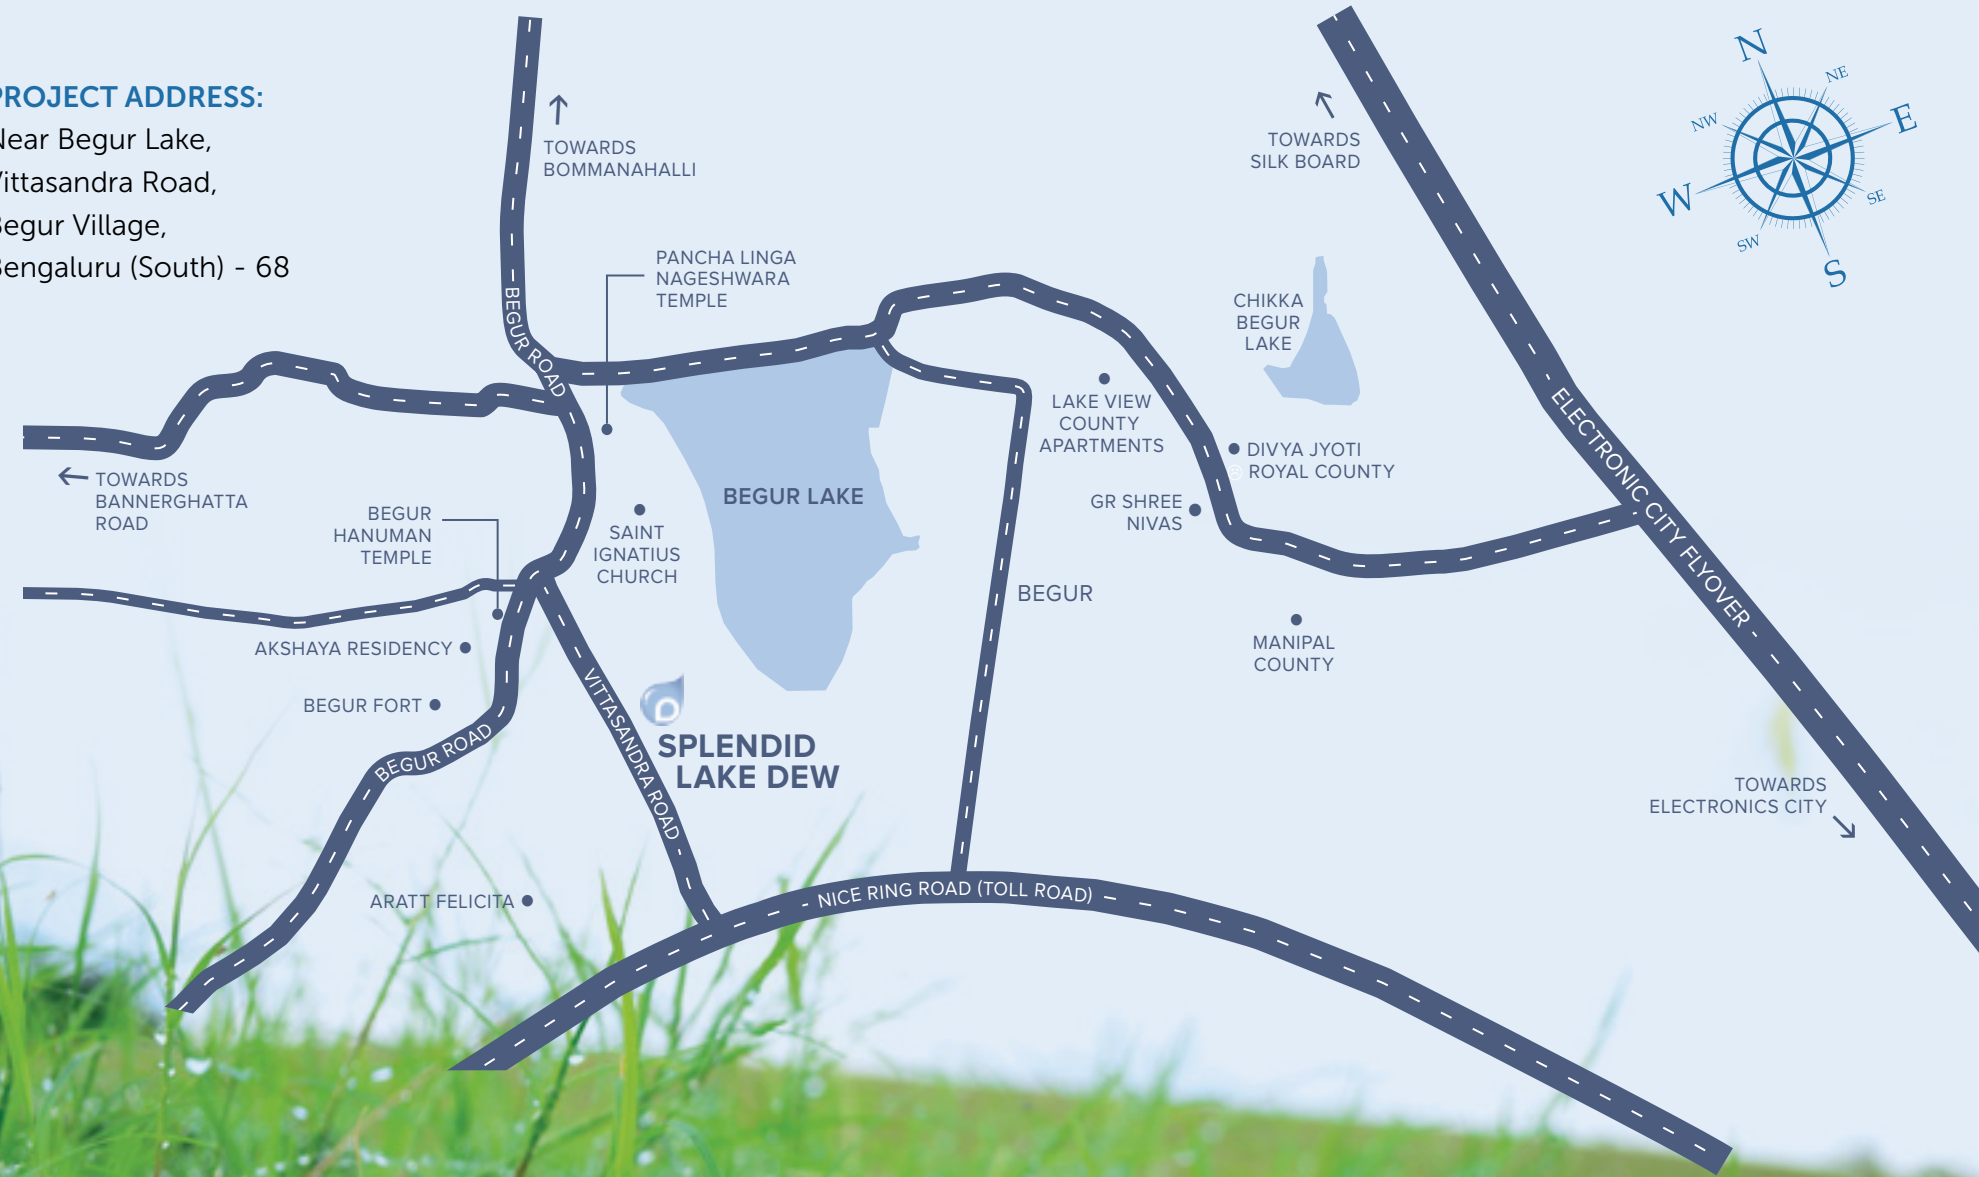 PROJECT ADDRESS:
Near Begur Lake,
Vittasandra Road,
Begur Village,
Bengaluru (South) - 68
TOWARDS
BOMMANAHALLI
TOWARDS
SILK BOARD
N
NE
E
SE
S
SW
W
NW
PANCHA LINGA
NAGESHWARA
TEMPLE
BEGUR ROAD
CHIKKA
BEGUR
LAKE
LAKE VIEW
COUNTY
APARTMENTS
DIVYA JYOTI
ROYAL COUNTY
GR SHREE
NIVAS
ELECTRONIC CITY FLYOVER
TOWARDS
BANNERGHATTA
ROAD
BEGUR
HANUMAN
TEMPLE
SAINT
IGNATIUS
CHURCH
BEGUR LAKE
BEGUR
MANIPAL
COUNTY
AKSHAYA RESIDENCY
BEGUR FORT
BEGUR ROAD
VITTASANDRA ROAD
SPLENDID
LAKE DEW
TOWARDS
ELECTRONICS CITY
ARATT FELICITA
NICE RING ROAD (TOLL ROAD)